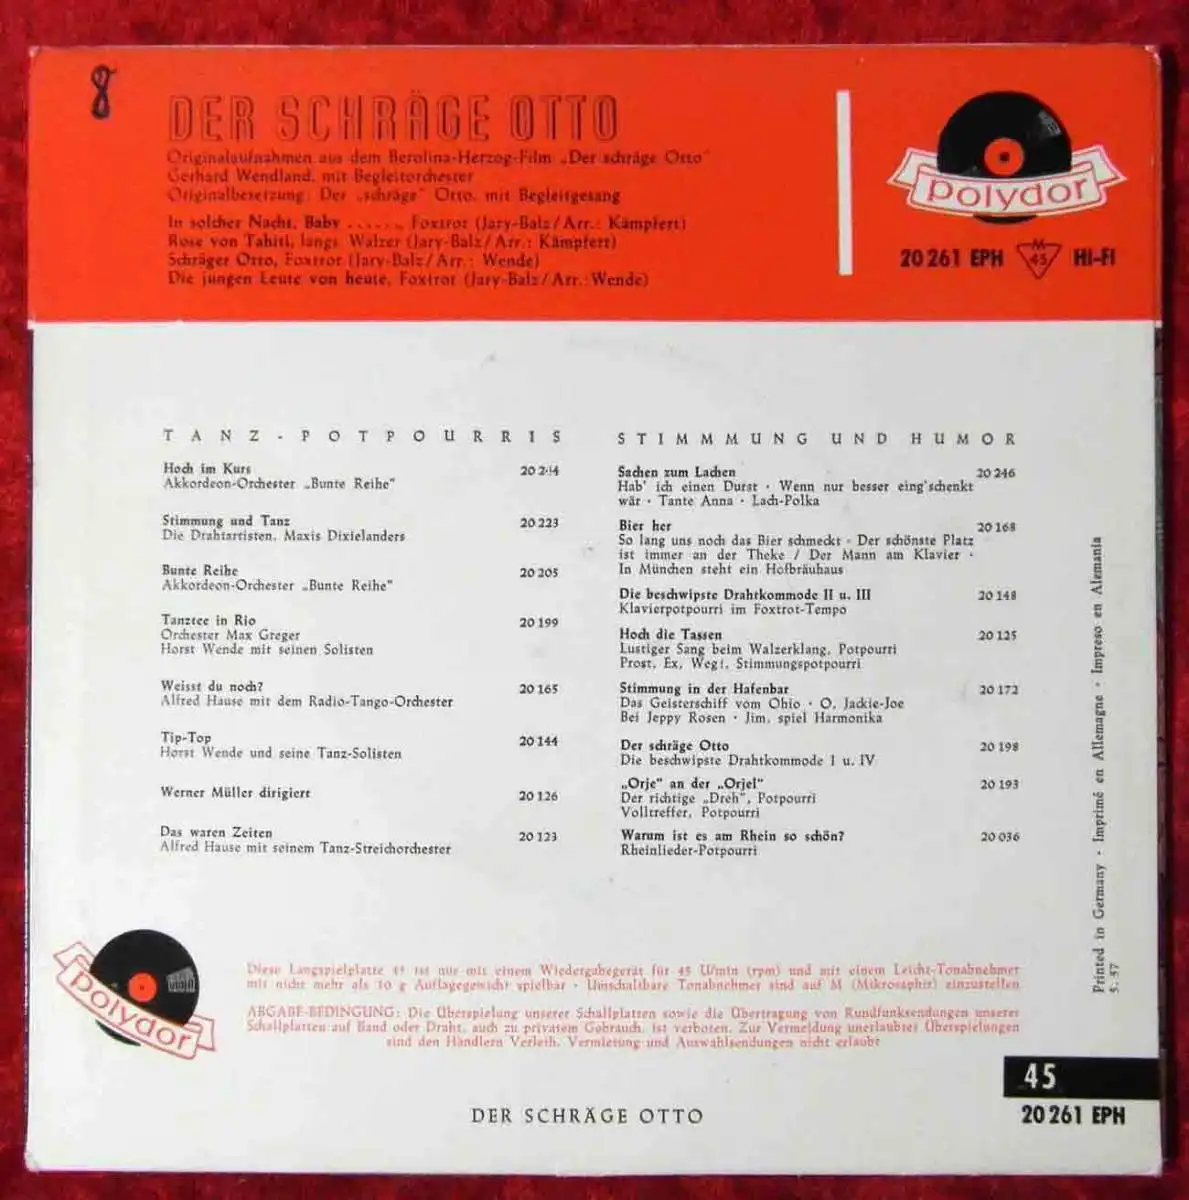 8
DER SCHRÄGE OTTO
Originalaufnahmen aus dem Berolina-Herzog-Film „Der schräge Otto"
Gerhard Wendland, mit Begleitorchester
Originalbesetzung: Der „schräge" Otto, mit Begleitgesang
In solcher Nacht, Baby ......, Foxtrot (Jary-Balz/Arr.: Kämpfert)
Rose von Tahiti, langs. Walzer (Jary-Balz/Arr.: Kämpfert)
Schräger Otto, Foxtrot (Jary-Balz/Arr.: Wende)
Die jungen Leute von heute, Foxtrot (Jary-Balz/Arr.: Wende)
polydor
20 261 EPH M 45 HI-FI
TANZ-POTPOURRIS
Hoch im Kurs
Akkordeon-Orchester „Bunte Reihe"
Stimmung und Tanz 20 223
Die Drahtartisten, Maxis Dixielanders
Bunte Reihe 20 205
Akkordeon-Orchester „Bunte Reihe"
Tanztee in Rio 20 199
Orchester Max Greger
Horst Wende mit seinen Solisten
Weisst du noch? 20 165
Alfred Hause mit dem Radio-Tango-Orchester
Tip-Top 20 144
Horst Wende und seine Tanz-Solisten
Werner Müller dirigiert 20 126
Das waren Zeiten 20 123
Alfred Hause mit seinem Tanz-Streichorchester
STIMMMUNG UND HUMOR
Sachen zum Lachen 20 246
Hab' ich einen Durst · Wenn nur besser eing'schenkt
wär · Tante Anna · Lach-Polka
Bier her 20 168
So lang uns noch das Bier schmeckt · Der schönste Platz
ist immer an der Theke / Der Mann am Klavier ·
In München steht ein Hofbräuhaus
Die beschwipste Drahtkommode II u. III 20 148
Klavierpotpourri im Foxtrot-Tempo
Hoch die Tassen 20 125
Lustiger Sang beim Walzerklang, Potpourri
Prost, Ex, Weg!, Stimmungspotpourri
Stimmung in der Hafenbar 20 172
Das Geisterschiff vom Ohio · O, Jackie-Joe
Bei Jeppy Rosen · Jim, spiel Harmonika
Der schräge Otto 20 198
Die beschwipste Drahtkommode I u. IV
„Orje" an der „Orjel" 20 193
Der richtige „Dreh", Potpourri
Volltreffer, Potpourri
Warum ist es am Rhein so schön? 20 036
Rheinlieder-Potpourri
Printed in Germany · Imprimé en Allemagne · Impreso en Alemania
5. 57
polydor
Diese Langspielplatte 45 ist nur mit einem Wiedergabegerät für 45 U/min (rpm) und mit einem Leicht-Tonabnehmer
mit nicht mehr als 10 g Auflagegewicht spielbar · Umschaltbare Tonabnehmer sind auf M (Mikrosaphir) einzustellen
ABGABE-BEDINGUNG: Die Überspielung unserer Schallplatten sowie die Übertragung von Rundfunksendungen unserer
Schallplatten auf Band oder Draht, auch zu privatem Gebrauch, ist verboten. Zur Vermeidung unerlaubter Überspielungen
sind den Händlern Verleih, Vermietung und Auswahlsendungen nicht erlaubt
45
DER SCHRÄGE OTTO
20 261 EPH